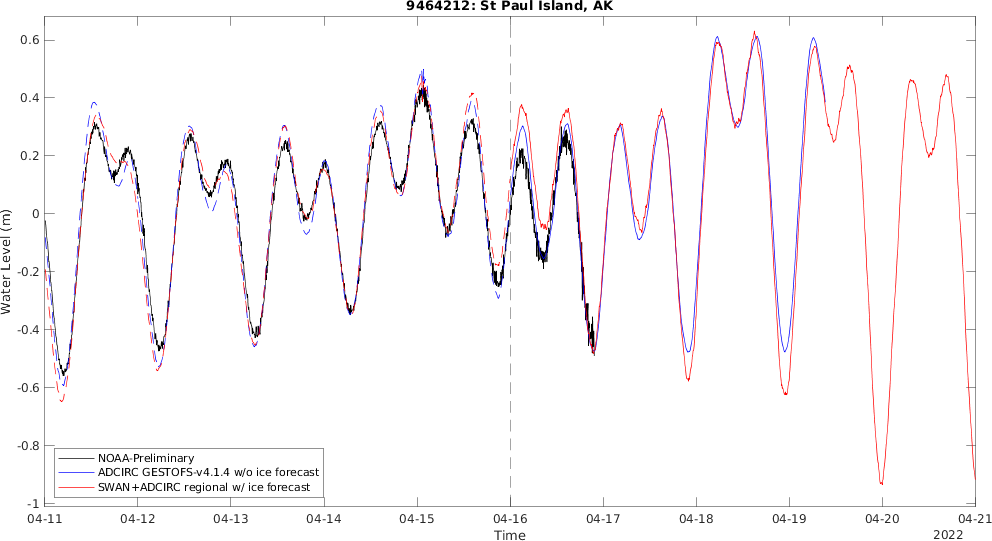 9464212: St Paul Island, AK
0.6
0.4
0.2
0
-0.2
-0.4
-0.6
-0.8
-1
Water Level (m)
NOAA-Preliminary
ADCIRC GESTOFS-v4.1.4 w/o ice forecast
SWAN+ADCIRC regional w/ ice forecast
04-11 04-12 04-13 04-14 04-15 04-16 04-17 04-18 04-19 04-20 04-21
Time
2022